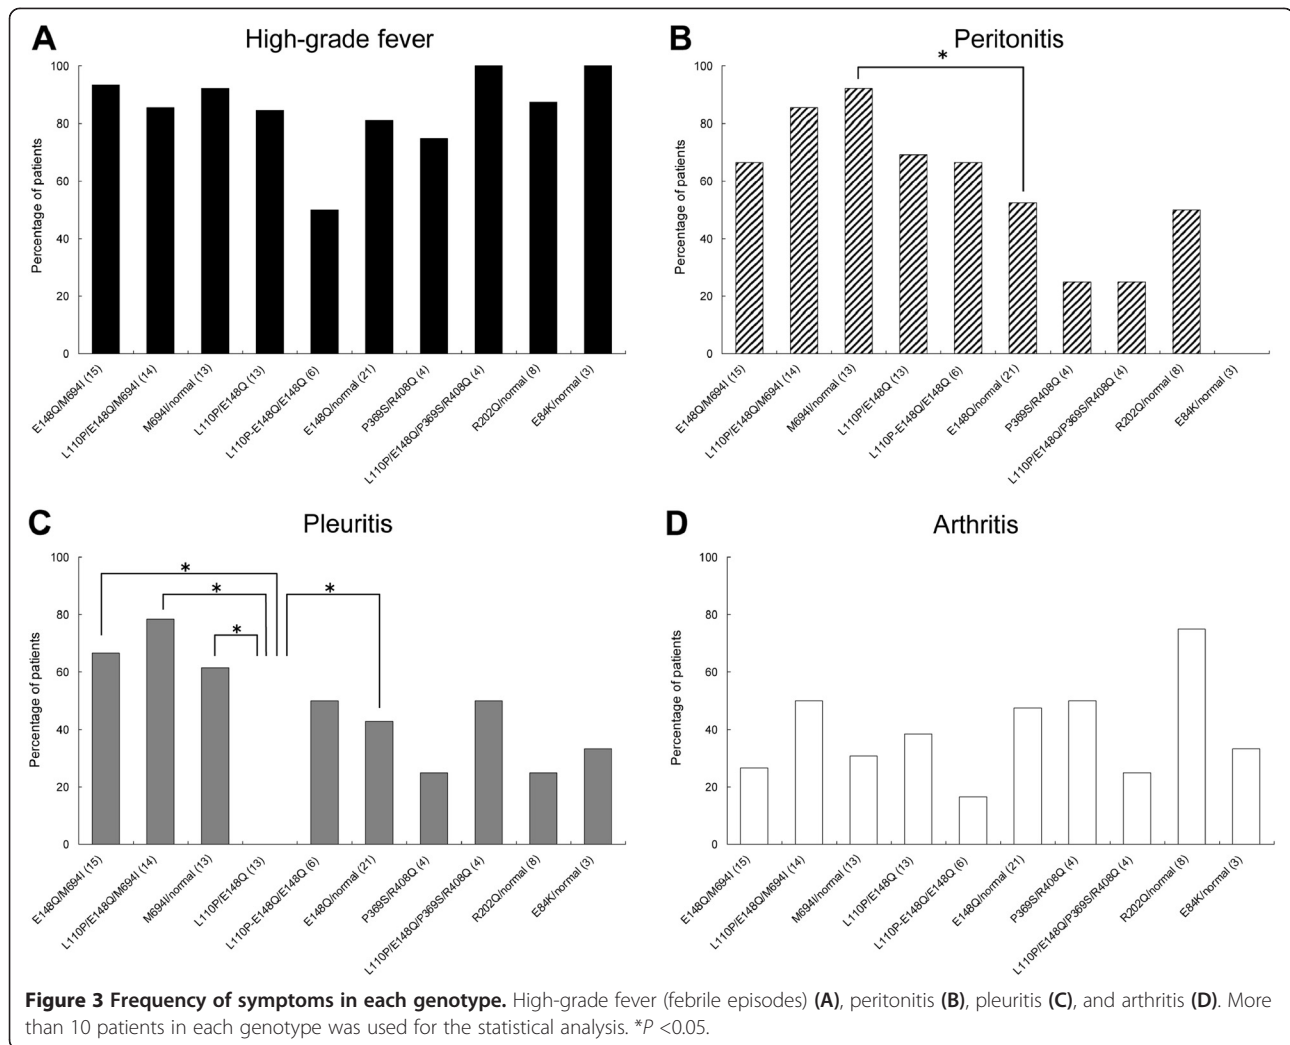 A
High-grade fever
Percentage of patients
100
80
60
40
20
0
E148Q/M694I (15)
L110P/E148Q/M694I (14)
M694I/normal (13)
L110P/E148Q (13)
L110P-E148Q/E148Q (6)
E148Q/normal (21)
P369S/R408Q (4)
L110P/E148Q/P369S/R408Q (4)
R202Q/normal (8)
E84K/normal (3)
B
Peritonitis
*
Percentage of patients
100
80
60
40
20
0
E148Q/M694I (15)
L110P/E148Q/M694I (14)
M694I/normal (13)
L110P/E148Q (13)
L110P-E148Q/E148Q (6)
E148Q/normal (21)
P369S/R408Q (4)
L110P/E148Q/P369S/R408Q (4)
R202Q/normal (8)
E84K/normal (3)
C
Pleuritis
*
*
*
*
Percentage of patients
100
80
60
40
20
0
E148Q/M694I (15)
L110P/E148Q/M694I (14)
M694I/normal (13)
L110P/E148Q (13)
L110P-E148Q/E148Q (6)
E148Q/normal (21)
P369S/R408Q (4)
L110P/E148Q/P369S/R408Q (4)
R202Q/normal (8)
E84K/normal (3)
D
Arthritis
Percentage of patients
100
80
60
40
20
0
E148Q/M694I (15)
L110P/E148Q/M694I (14)
M694I/normal (13)
L110P/E148Q (13)
L110P-E148Q/E148Q (6)
E148Q/normal (21)
P369S/R408Q (4)
L110P/E148Q/P369S/R408Q (4)
R202Q/normal (8)
E84K/normal (3)
Figure 3 Frequency of symptoms in each genotype. High-grade fever (febrile episodes) (A), peritonitis (B), pleuritis (C), and arthritis (D). More
than 10 patients in each genotype was used for the statistical analysis. *P <0.05.